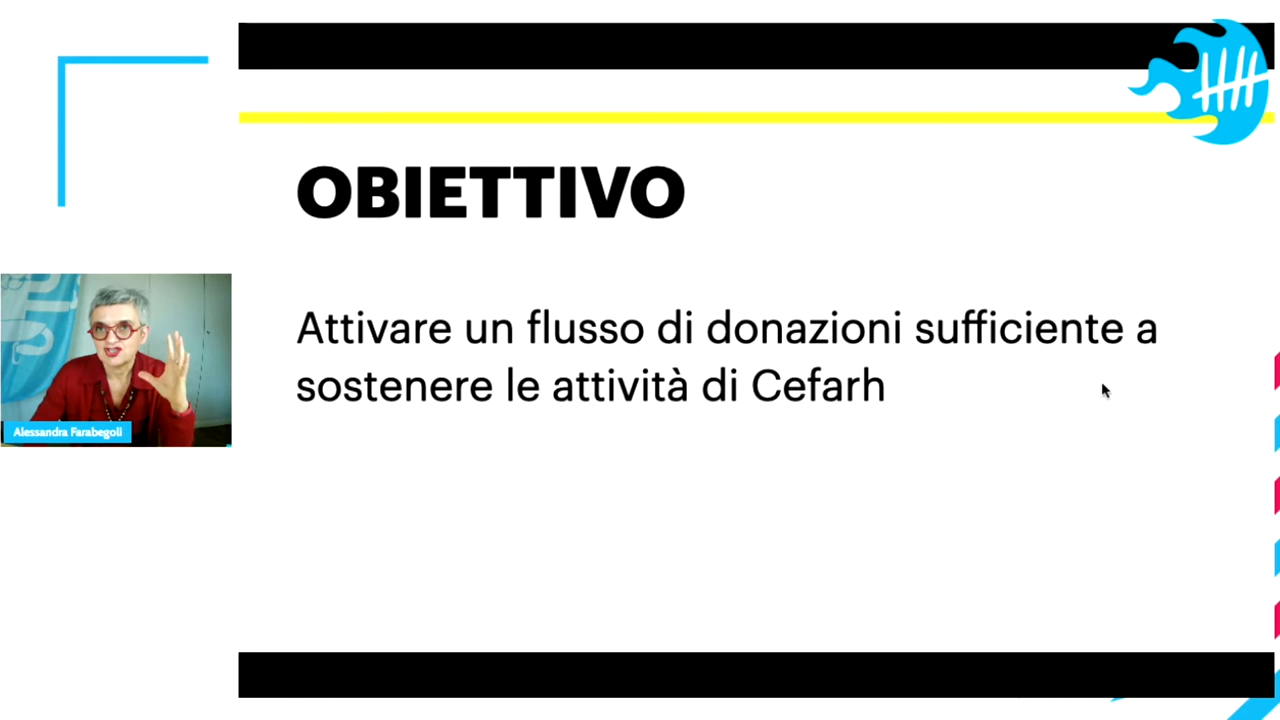 OBIETTIVO
Attivare un flusso di donazioni sufficiente a
sostenere le attività di Cefarh
Alessandra Farabegoli